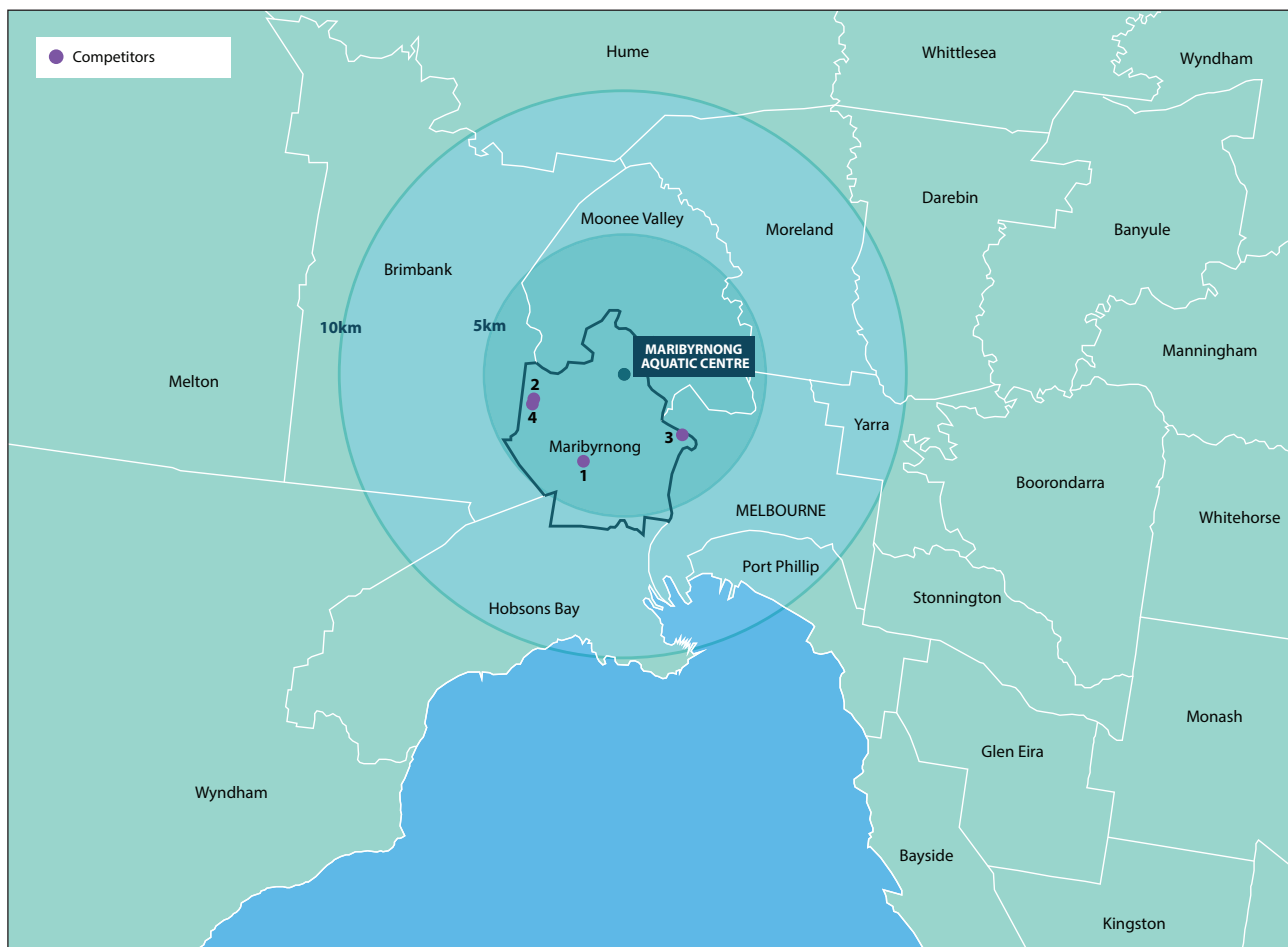 Competitors
Hume
Whittlesea
Wyndham
Moonee Valley
Moreland
Darebin
Banyule
Brimbank
10km
5km
MARIBYRNONG
AQUATIC CENTRE
Manningham
Melton
2
4
Maribyrnong
3
1
Yarra
Boorondarra
Whitehorse
MELBOURNE
Port Phillip
Hobsons Bay
Stonnington
Monash
Glen Eira
Wyndham
Bayside
Kingston